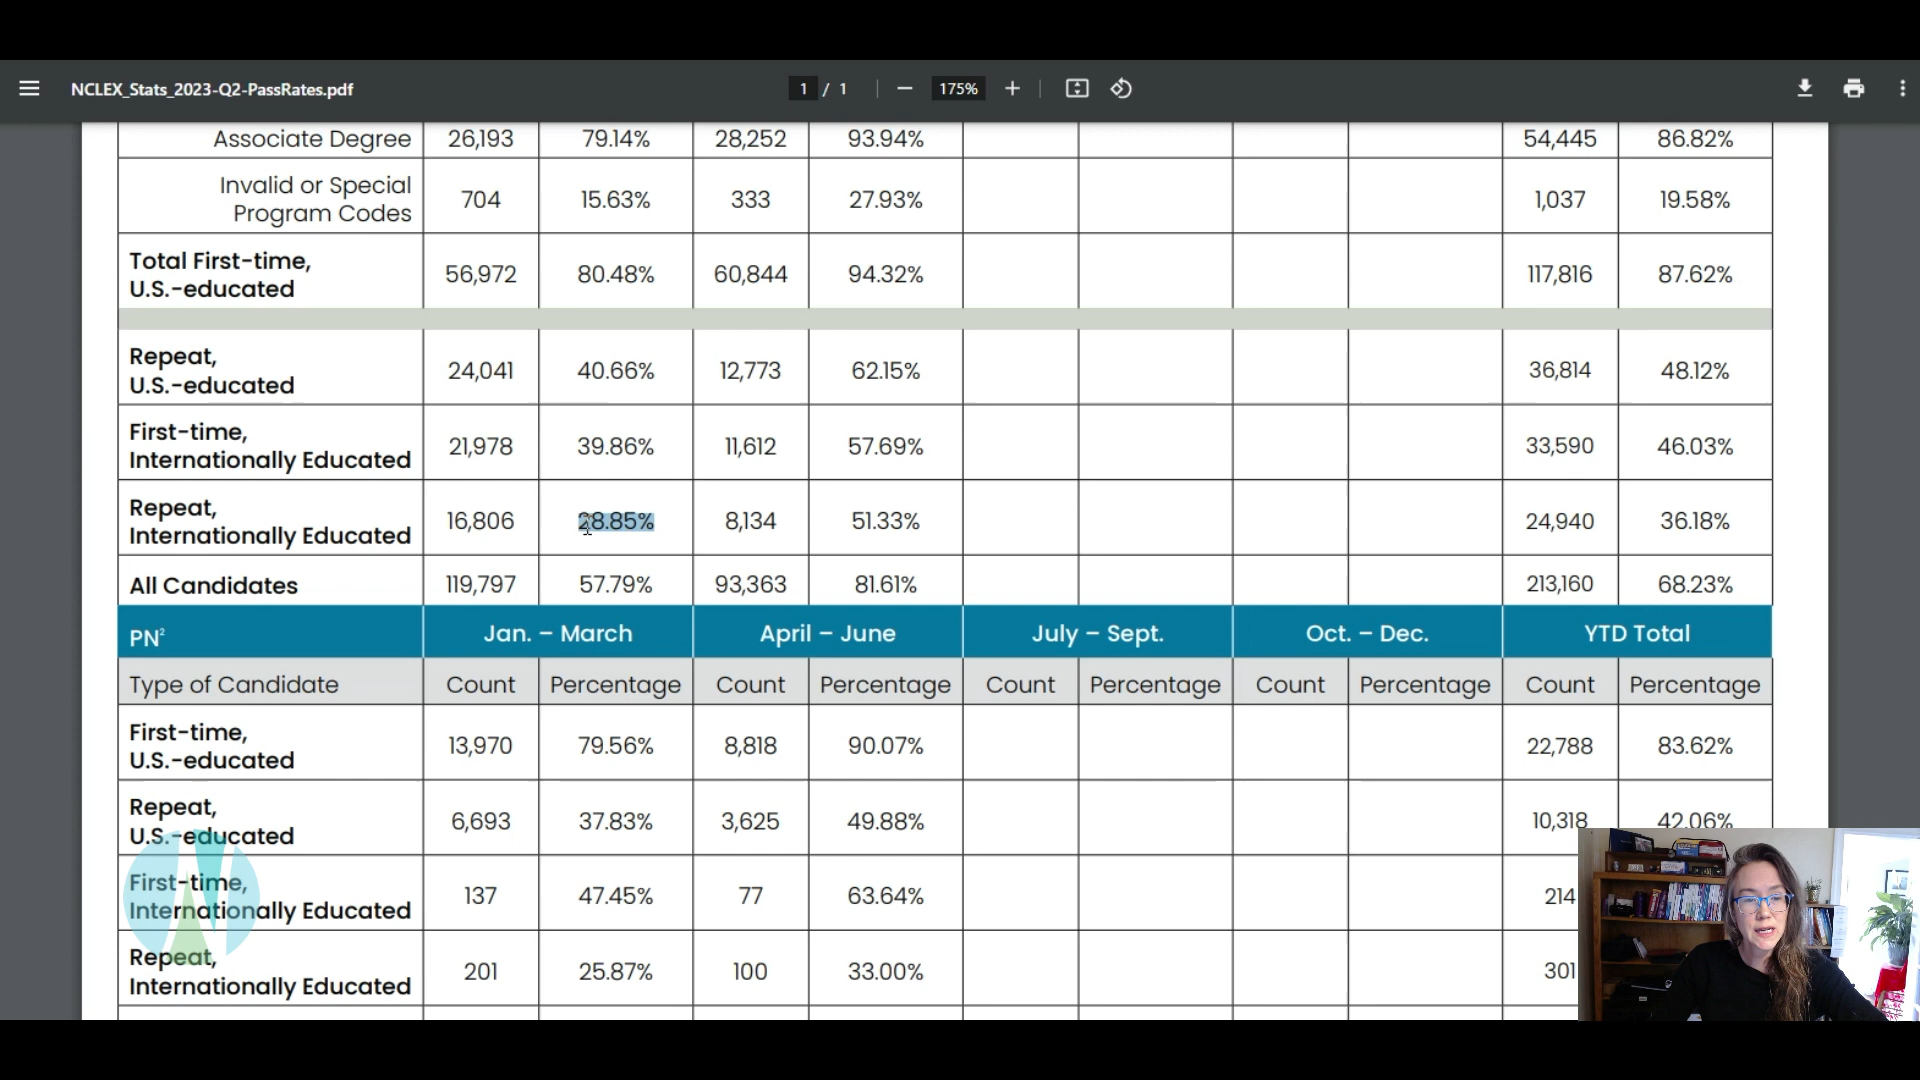 NCLEX_Stats_2023-Q2-PassRates.pdf 1 / 1 175%
Associate Degree 26,193 79.14% 28,252 93.94% 54,445 86.82%
Invalid or Special
Program Codes 704 15.63% 333 27.93% 1,037 19.58%
Total First-time,
U.S.-educated 56,972 80.48% 60,844 94.32% 117,816 87.62%
Repeat,
U.S.-educated 24,041 40.66% 12,773 62.15% 36,814 48.12%
First-time,
Internationally Educated 21,978 39.86% 11,612 57.69% 33,590 46.03%
Repeat,
Internationally Educated 16,806 28.85% 8,134 51.33% 24,940 36.18%
All Candidates 119,797 57.79% 93,363 81.61% 213,160 68.23%
PN² Jan. – March April – June July – Sept. Oct. – Dec. YTD Total
Type of Candidate Count Percentage Count Percentage Count Percentage Count Percentage Count Percentage
First-time,
U.S.-educated 13,970 79.56% 8,818 90.07% 22,788 83.62%
Repeat,
U.S.-educated 6,693 37.83% 3,625 49.88% 10,318 42.06%
First-time,
Internationally Educated 137 47.45% 77 63.64% 214
Repeat,
Internationally Educated 201 25.87% 100 33.00% 301